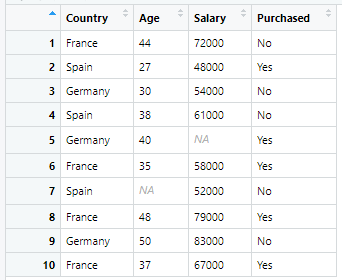 Country Age Salary Purchased
1 France 44 72000 No
2 Spain 27 48000 Yes
3 Germany 30 54000 No
4 Spain 38 61000 No
5 Germany 40 NA Yes
6 France 35 58000 Yes
7 Spain NA 52000 No
8 France 48 79000 Yes
9 Germany 50 83000 No
10 France 37 67000 Yes